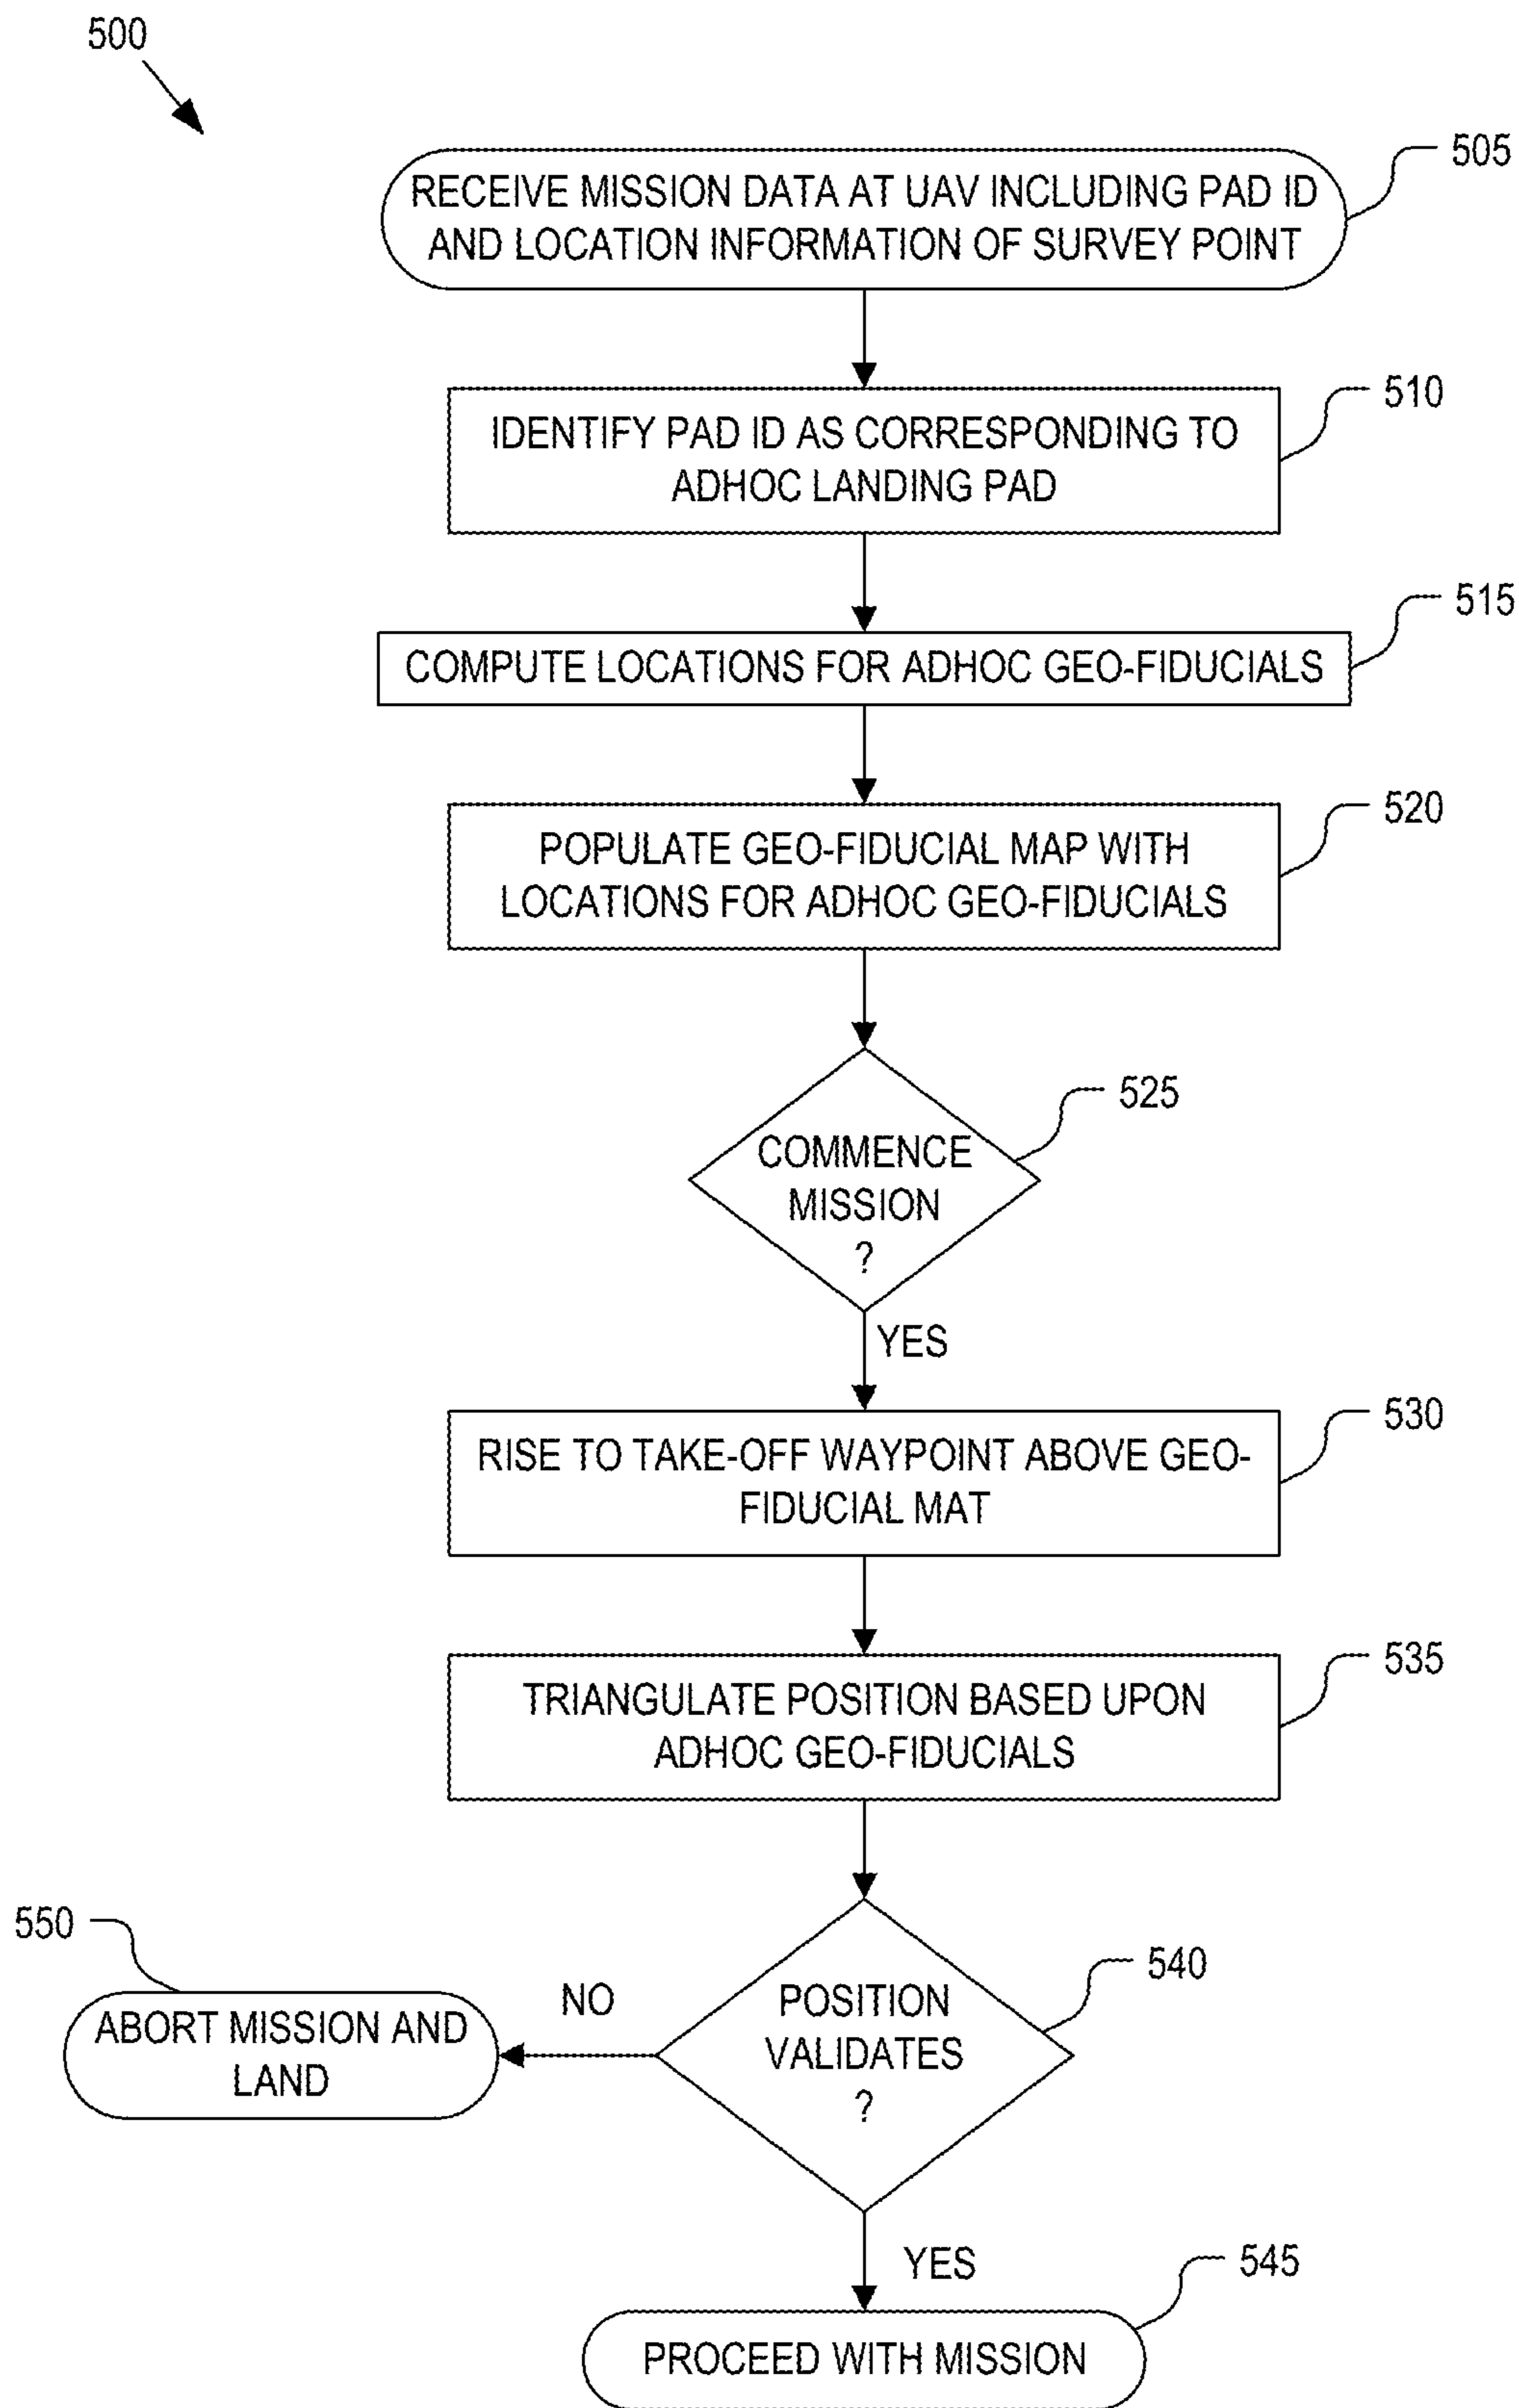 500
505
RECEIVE MISSION DATA AT UAV INCLUDING PAD ID
AND LOCATION INFORMATION OF SURVEY POINT
510
IDENTIFY PAD ID AS CORRESPONDING TO
ADHOC LANDING PAD
515
COMPUTE LOCATIONS FOR ADHOC GEO-FIDUCIALS
520
POPULATE GEO-FIDUCIAL MAP WITH
LOCATIONS FOR ADHOC GEO-FIDUCIALS
525
COMMENCE
MISSION
?
YES
530
RISE TO TAKE-OFF WAYPOINT ABOVE GEO-
FIDUCIAL MAT
535
TRIANGULATE POSITION BASED UPON
ADHOC GEO-FIDUCIALS
540
POSITION
VALIDATES
?
NO
550
ABORT MISSION AND
LAND
YES
545
PROCEED WITH MISSION